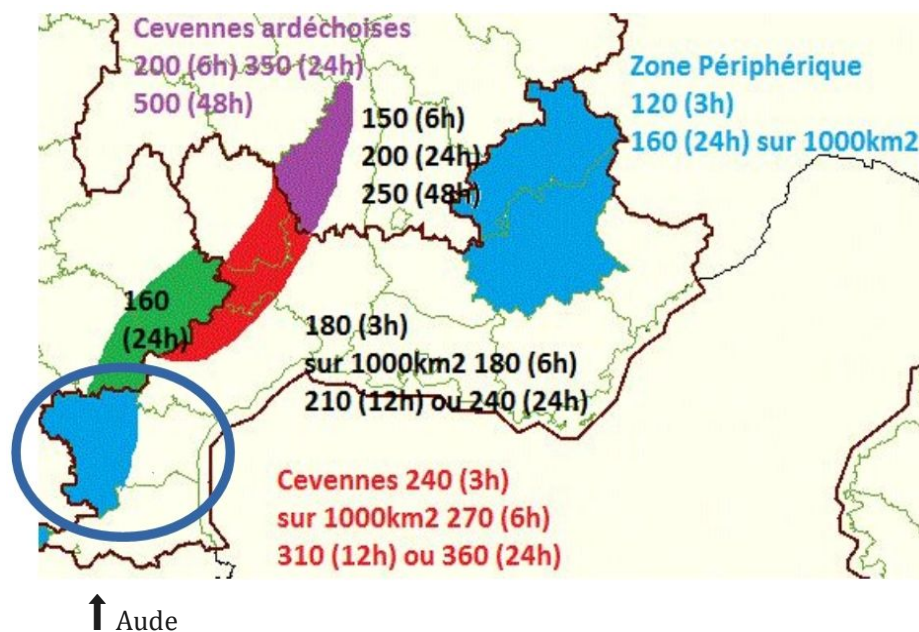 Cevennes ardéchoises
200 (6h) 350 (24h)
500 (48h)
150 (6h)
200 (24h)
250 (48h)
Zone Périphérique
120 (3h)
160 (24h) sur 1000km2
160
(24h)
180 (3h)
sur 1000km2 180 (6h)
210 (12h) ou 240 (24h)
Cevennes 240 (3h)
sur 1000km2 270 (6h)
310 (12h) ou 360 (24h)
Aude